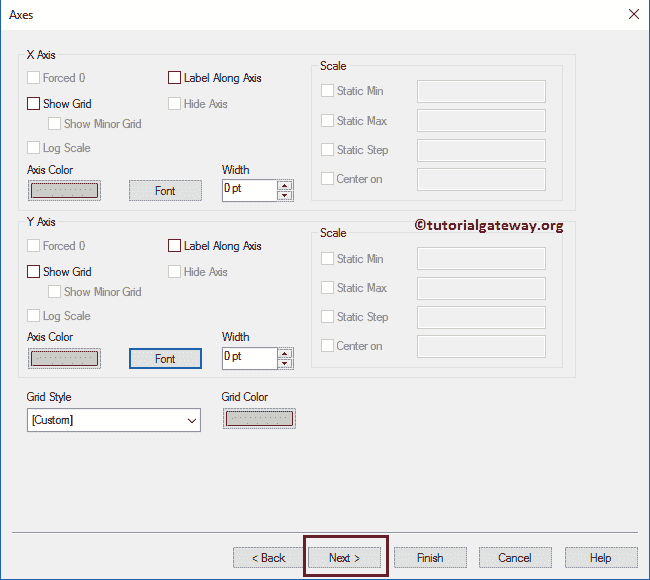 Axes
X Axis
Forced 0
Label Along Axis
Show Grid
Hide Axis
Show Minor Grid
Log Scale
Axis Color
Font
Width
0 pt
Scale
Static Min
Static Max
Static Step
Center on
Y Axis
©tutorialgateway.org
Forced 0
Label Along Axis
Show Grid
Hide Axis
Show Minor Grid
Log Scale
Axis Color
Font
Width
0 pt
Scale
Static Min
Static Max
Static Step
Center on
Grid Style
[Custom]
Grid Color
< Back
Next >
Finish
Cancel
Help